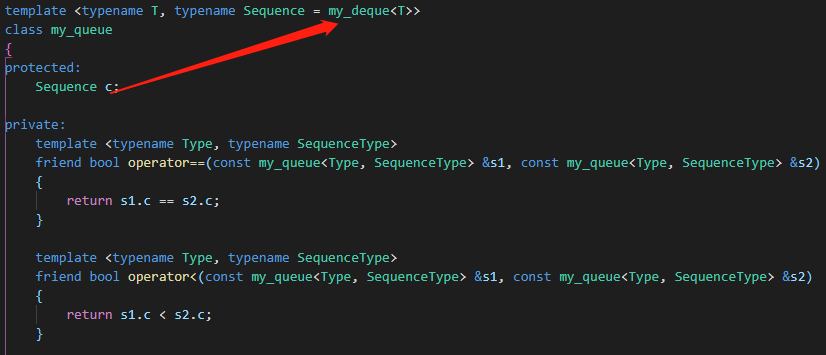 template <typename T, typename Sequence = my_deque<T>>
class my_queue
{
protected:
    Sequence c;

private:
    template <typename Type, typename SequenceType>
    friend bool operator==(const my_queue<Type, SequenceType> &s1, const my_queue<Type, SequenceType> &s2)
    {
        return s1.c == s2.c;
    }

    template <typename Type, typename SequenceType>
    friend bool operator<(const my_queue<Type, SequenceType> &s1, const my_queue<Type, SequenceType> &s2)
    {
        return s1.c < s2.c;
    }